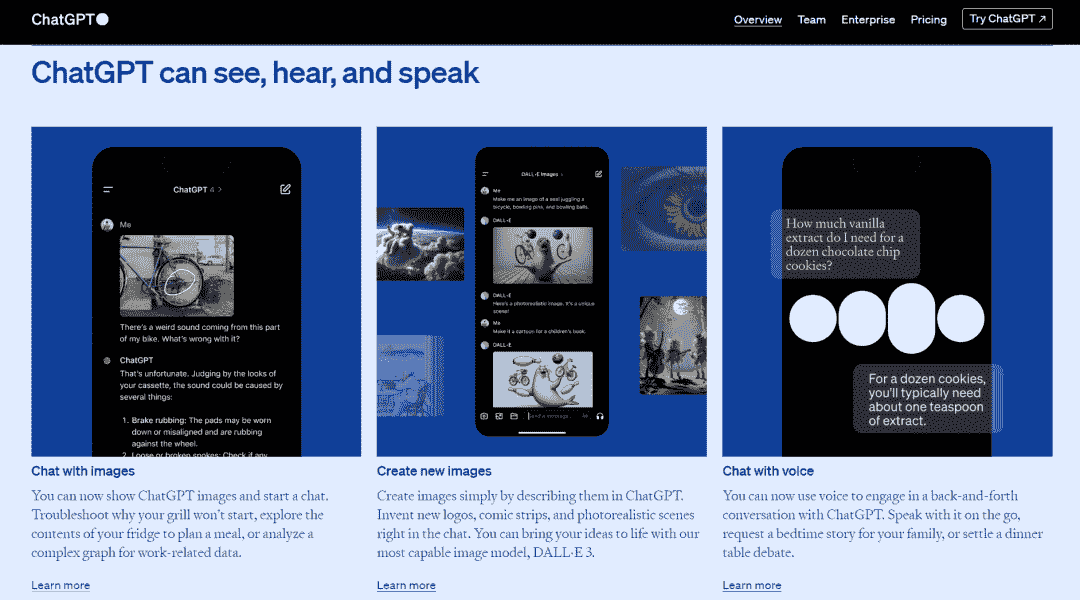 ChatGPT
Overview Team Enterprise Pricing Try ChatGPT ↗
ChatGPT can see, hear, and speak
ChatGPT 4 >
Me
There's a weird sound coming from this part
of my bike. What's wrong with it?
ChatGPT
That's unfortunate. Judging by the looks of
your cassette, the sound could be caused by
several things:
1. Brake rubbing: The pads may be worn
down or misaligned and are rubbing
against the wheel.
2. Loose or broken spokes: Check if any
Chat with images
You can now show ChatGPT images and start a chat.
Troubleshoot why your grill won't start, explore the
contents of your fridge to plan a meal, or analyze a
complex graph for work-related data.
Learn more
DALL·E Images >
Me
Make me an image of a seal juggling a
bicycle, bowling pins, and bowling balls.
DALL·E
DALL·E
Here's a photorealistic image. It's a unique
scene!
Me
Make it a cartoon for a children's book.
DALL·E
Create new images
Create images simply by describing them in ChatGPT.
Invent new logos, comic strips, and photorealistic scenes
right in the chat. You can bring your ideas to life with our
most capable image model, DALL·E 3.
Learn more
How much vanilla
extract do I need for a
dozen chocolate chip
cookies?
For a dozen cookies,
you'll typically need
about one teaspoon
of extract.
Chat with voice
You can now use voice to engage in a back-and-forth
conversation with ChatGPT. Speak with it on the go,
request a bedtime story for your family, or settle a dinner
table debate.
Learn more